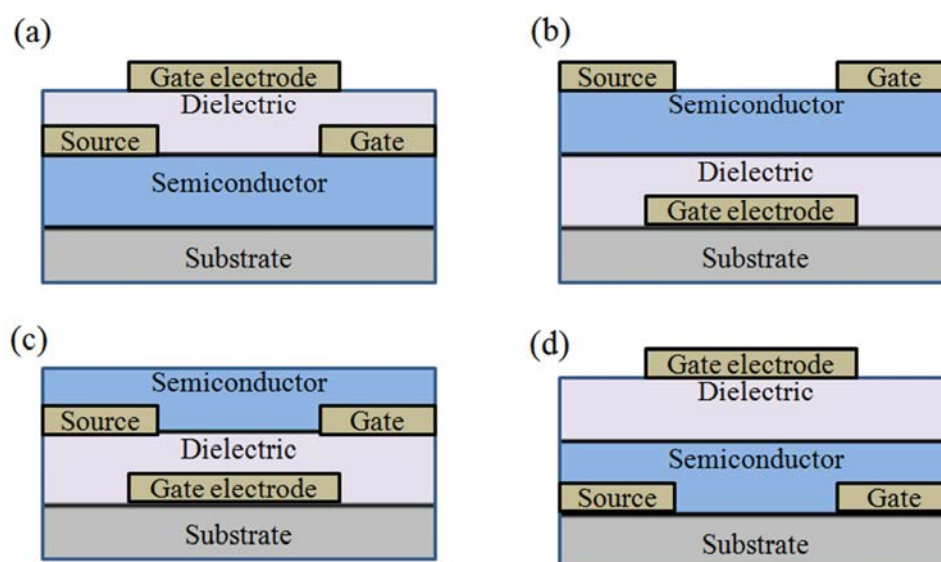 (a)
Gate electrode
Dielectric
Source
Gate
Semiconductor
Substrate
(b)
Source
Gate
Semiconductor
Dielectric
Gate electrode
Substrate
(c)
Semiconductor
Source
Gate
Dielectric
Gate electrode
Substrate
(d)
Gate electrode
Dielectric
Semiconductor
Source
Gate
Substrate